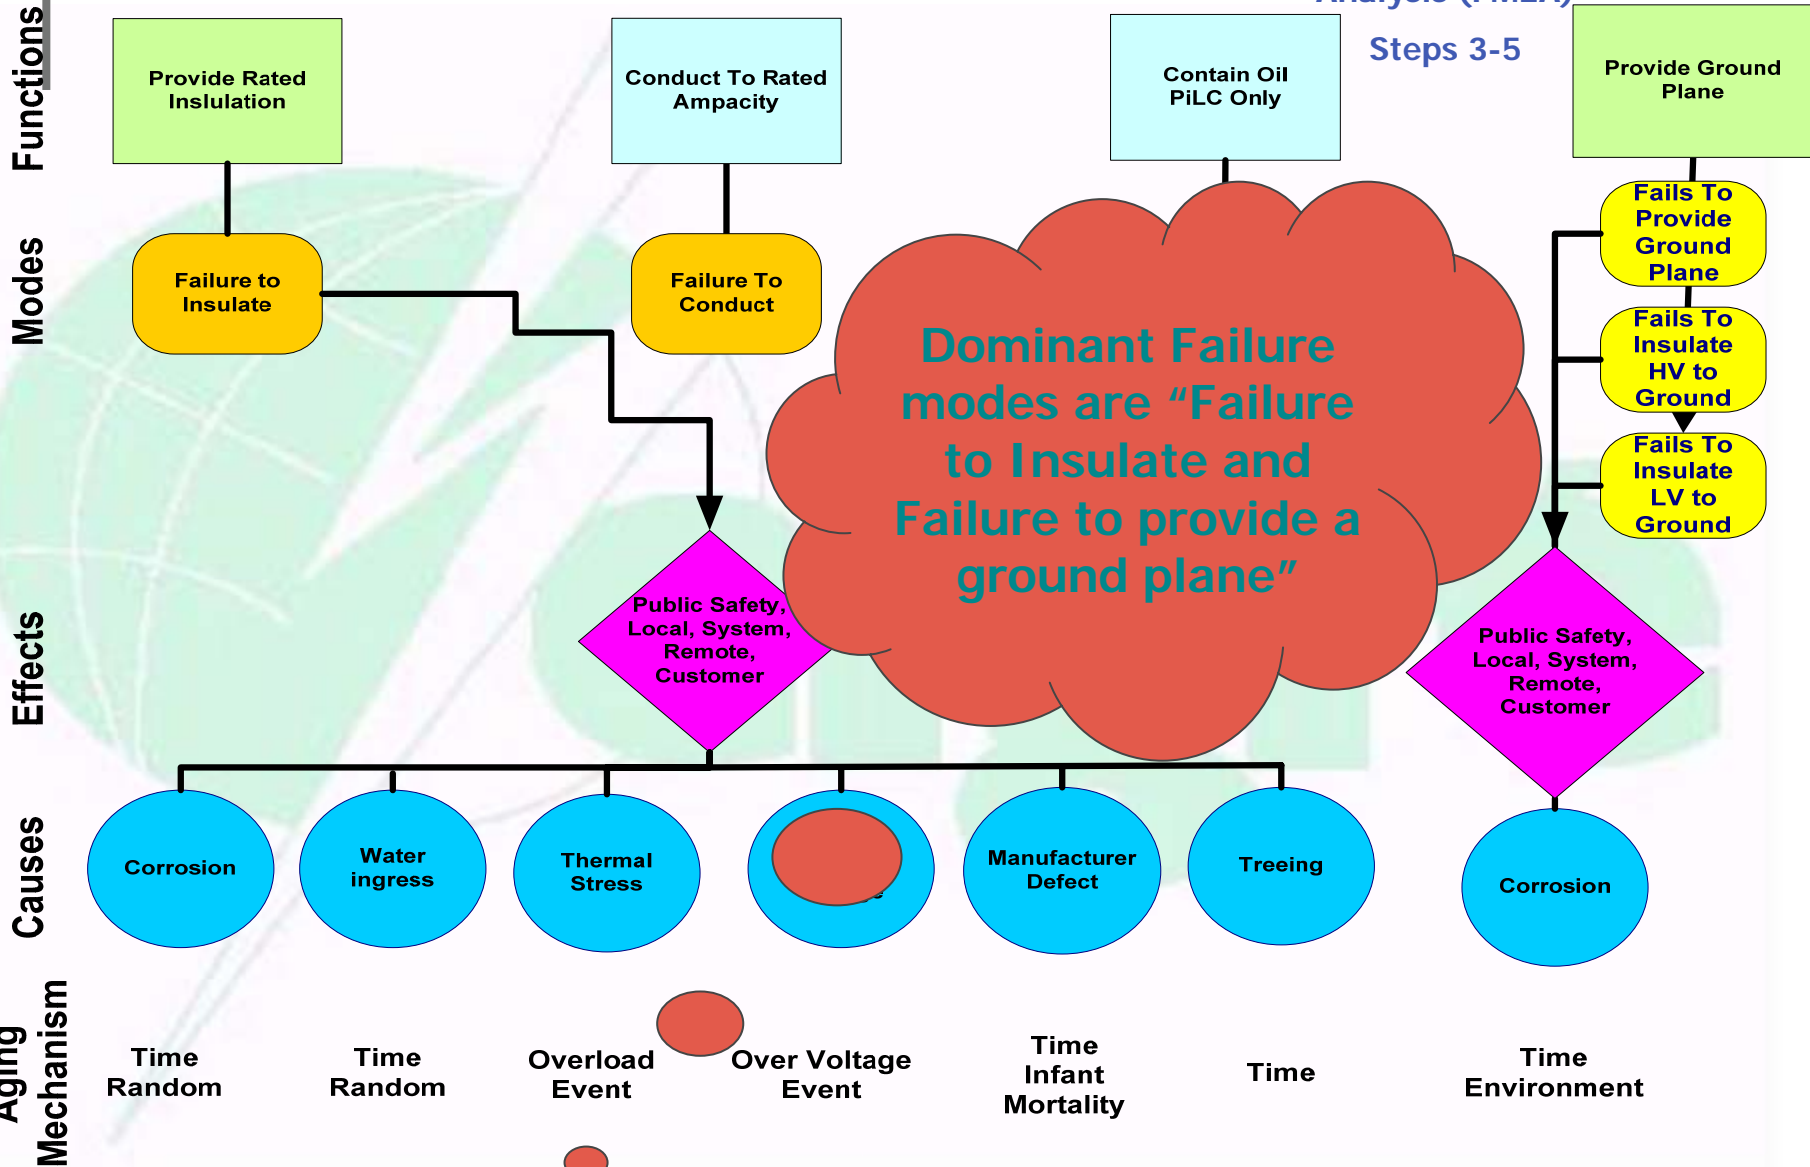 Analysis (FMEA)
Steps 3-5
Functions
Provide Rated
Inslulation
Conduct To Rated
Ampacity
Contain Oil
PiLC Only
Provide Ground
Plane
Modes
Failure to
Insulate
Failure To
Conduct
Fails To
Provide
Ground
Plane
Fails To
Insulate
HV to
Ground
Fails To
Insulate
LV to
Ground
Dominant Failure
modes are “Failure
to Insulate and
Failure to provide a
ground plane”
Effects
Public Safety,
Local, System,
Remote,
Customer
Public Safety,
Local, System,
Remote,
Customer
Causes
Corrosion
Water
ingress
Thermal
Stress
Manufacturer
Defect
Treeing
Corrosion
Aging
Mechanism
Time
Random
Time
Random
Overload
Event
Over Voltage
Event
Time
Infant
Mortality
Time
Time
Environment